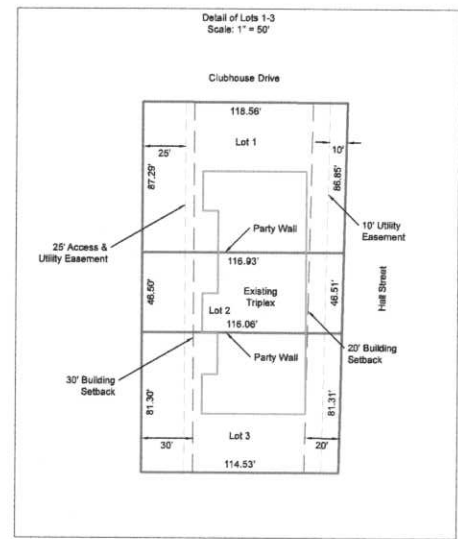 Detail of Lots 1-3
Scale: 1" = 50'
Clubhouse Drive
118.56'
Lot 1
25'
10'
87.29'
86.85'
10' Utility
Easement
25' Access &
Utility Easement
Party Wall
116.93'
46.50'
Existing
Triplex
46.51'
Hall Street
Lot 2
116.06'
Party Wall
20' Building
Setback
30' Building
Setback
81.30'
81.31'
Lot 3
30'
20'
114.53'